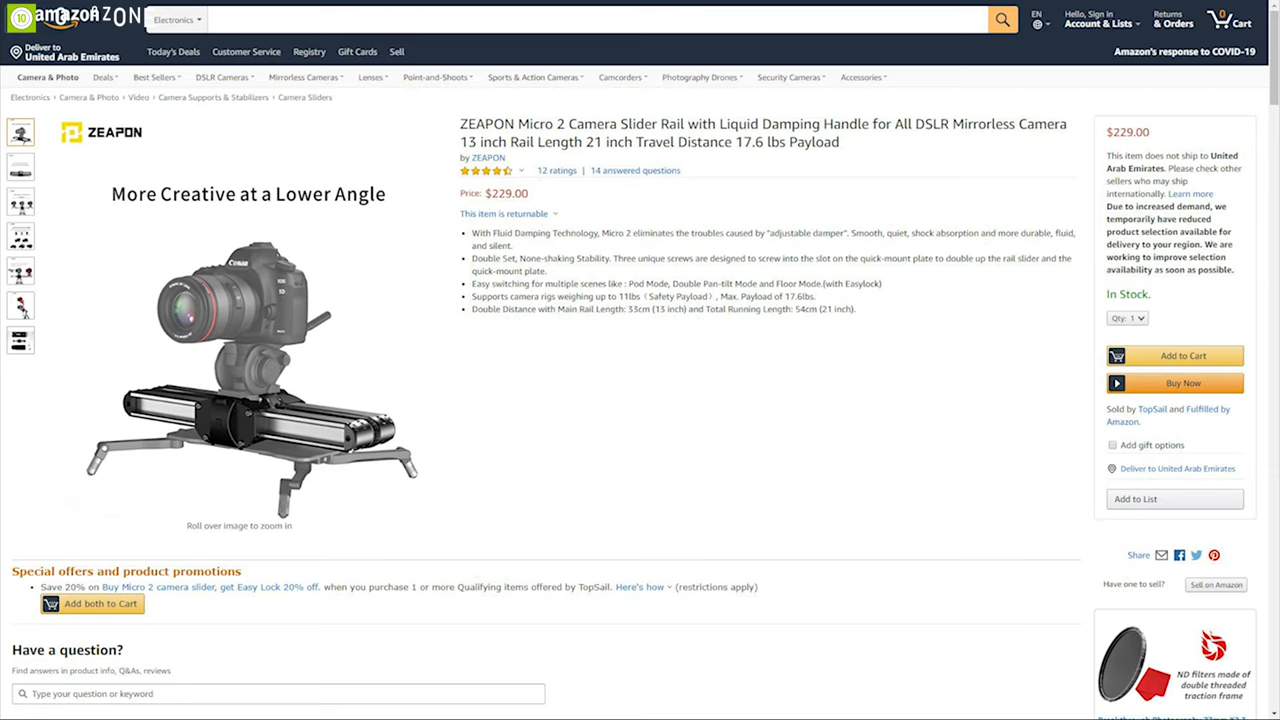 10
amazon
AZON
Electronics
EN
Hello, Sign in
Account & Lists
Returns
& Orders
0
Cart
Deliver to
United Arab Emirates
Today's Deals Customer Service Registry Gift Cards Sell
Amazon's response to COVID-19
Camera & Photo Deals Best Sellers DSLR Cameras Mirrorless Cameras Lenses Point-and-Shoots Sports & Action Cameras Camcorders Photography Drones Security Cameras Accessories
Electronics › Camera & Photo › Video › Camera Supports & Stabilizers › Camera Sliders
ZEAPON
More Creative at a Lower Angle
Canon
Roll over image to zoom in
ZEAPON Micro 2 Camera Slider Rail with Liquid Damping Handle for All DSLR Mirrorless Camera
13 inch Rail Length 21 inch Travel Distance 17.6 lbs Payload
by ZEAPON
12 ratings | 14 answered questions
Price: $229.00
This item is returnable
• With Fluid Damping Technology, Micro 2 eliminates the troubles caused by "adjustable damper". Smooth, quiet, shock absorption and more durable, fluid,
and silent.
• Double Set, None-shaking Stability. Three unique screws are designed to screw into the slot on the quick-mount plate to double up the rail slider and the
quick-mount plate.
• Easy switching for multiple scenes like : Pod Mode, Double Pan-tilt Mode and Floor Mode.(with Easylock)
• Supports camera rigs weighing up to 11lbs（Safety Payload）, Max. Payload of 17.6lbs.
• Double Distance with Main Rail Length: 33cm (13 inch) and Total Running Length: 54cm (21 inch).
$229.00
This item does not ship to United
Arab Emirates. Please check other
sellers who may ship
internationally. Learn more
Due to increased demand, we
temporarily have reduced
product selection available for
delivery to your region. We are
working to improve selection
availability as soon as possible.
In Stock.
Qty: 1
Add to Cart
Buy Now
Sold by TopSail and Fulfilled by
Amazon.
Add gift options
Deliver to United Arab Emirates
Add to List
Share
Have one to sell?
Sell on Amazon
Special offers and product promotions
• Save 20% on Buy Micro 2 camera slider, get Easy Lock 20% off. when you purchase 1 or more Qualifying items offered by TopSail. Here's how (restrictions apply)
Add both to Cart
Have a question?
Find answers in product info, Q&As, reviews
Type your question or keyword
ND filters made of
double threaded
traction frame